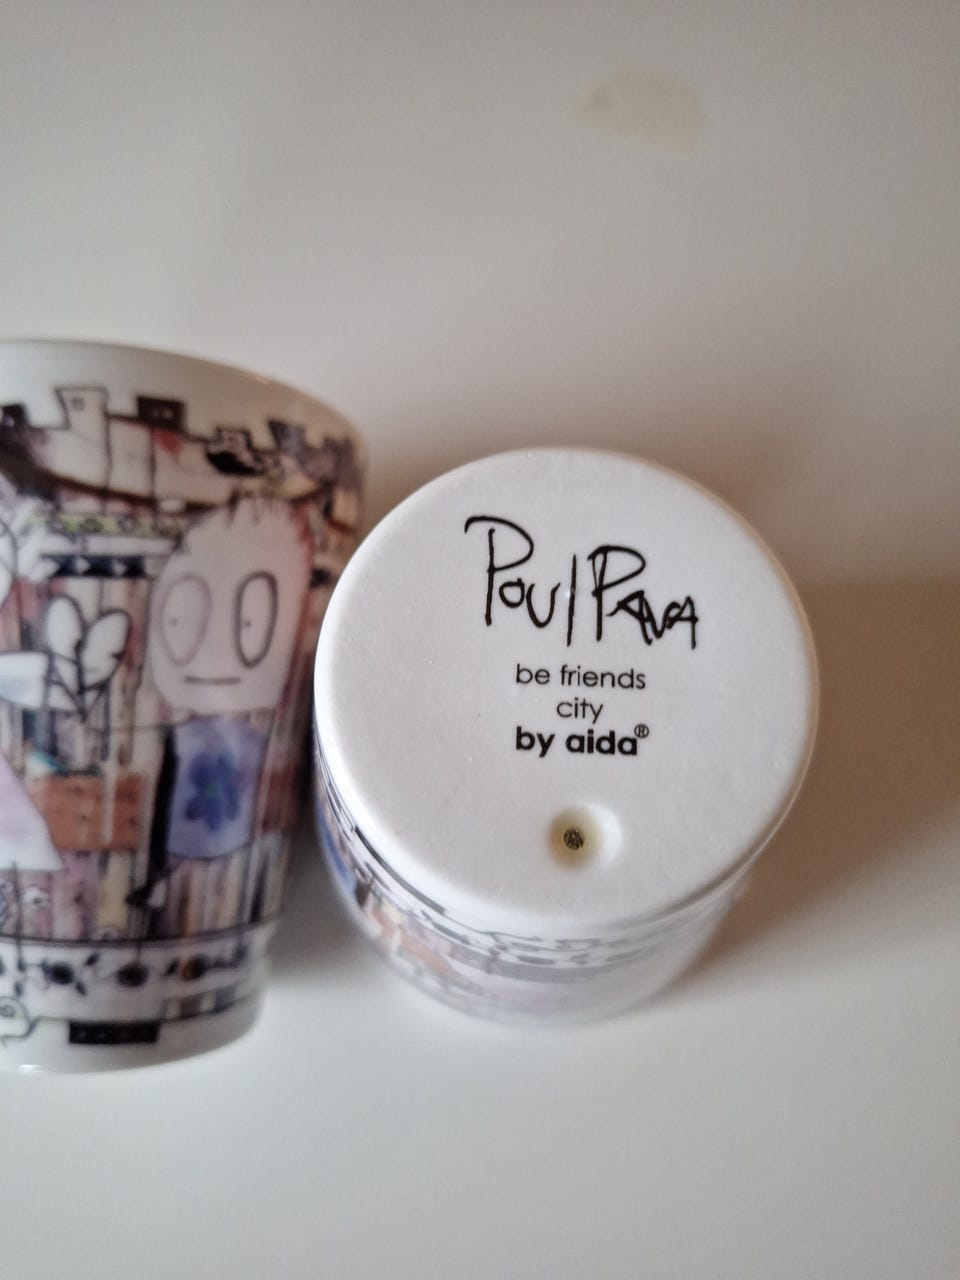 Poul Pava
be friends
city
by aida®